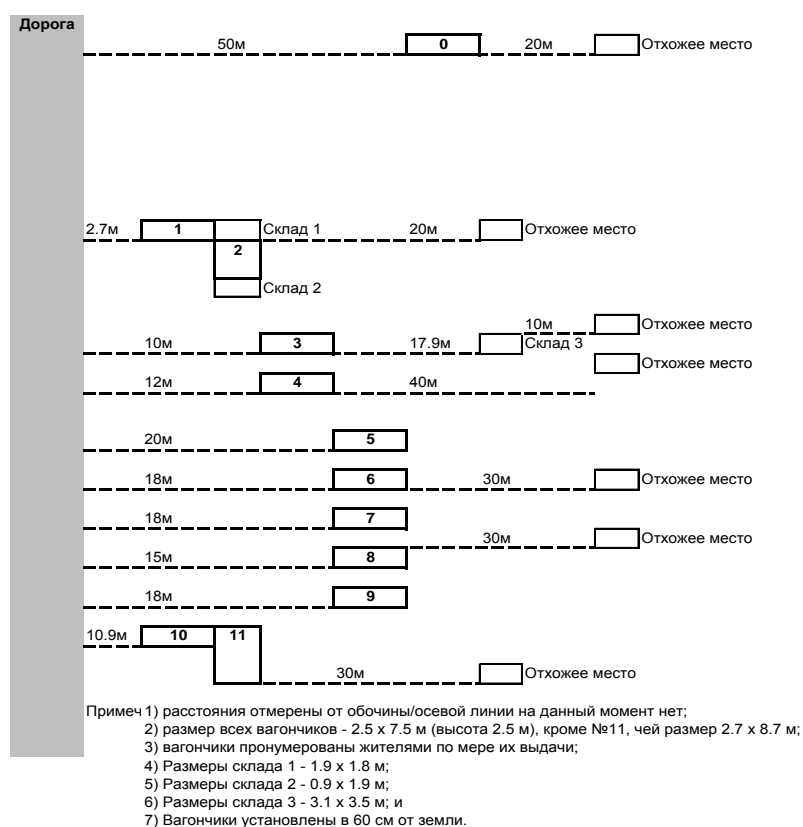 Дорога
50м 0 20м Отхожее место
2.7м 1 Склад 1 20м Отхожее место
2
Склад 2
10м Отхожее место
10м 3 17.9м Склад 3
Отхожее место
12м 4 40м
20м 5
18м 6 30м Отхожее место
18м 7
30м Отхожее место
15м 8
18м 9
10.9м 10 11
30м Отхожее место
Примеч 1) расстояния отмерены от обочины/осевой линии на данный момент нет;
2) размер всех вагончиков - 2.5 х 7.5 м (высота 2.5 м), кроме №11, чей размер 2.7 х 8.7 м;
3) вагончики пронумерованы жителями по мере их выдачи;
4) Размеры склада 1 - 1.9 х 1.8 м;
5) Размеры склада 2 - 0.9 х 1.9 м;
6) Размеры склада 3 - 3.1 х 3.5 м; и
7) Вагончики установлены в 60 см от земли.